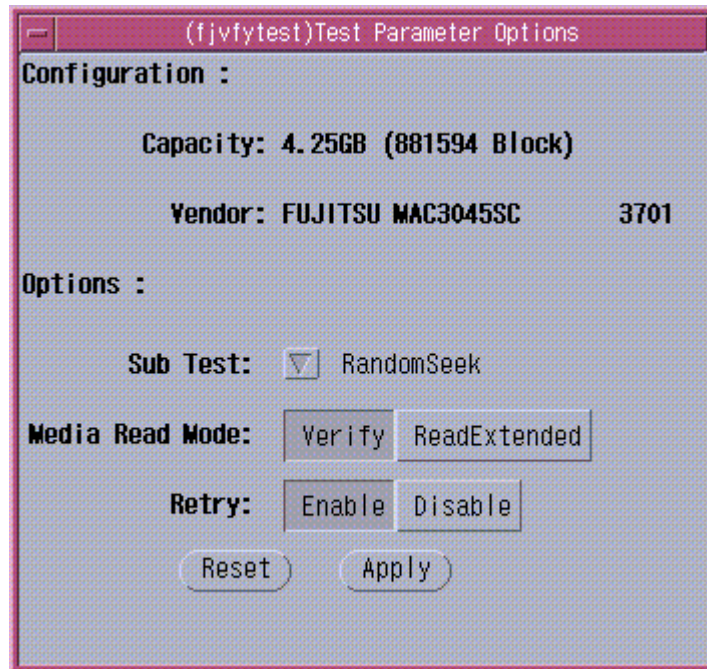 (fjvfytest)Test Parameter Options
Configuration :
Capacity: 4.25GB (881594 Block)
Vendor: FUJITSU MAC3045SC 3701
Options :
Sub Test: RandomSeek
Media Read Mode: Verify ReadExtended
Retry: Enable Disable
Reset Apply